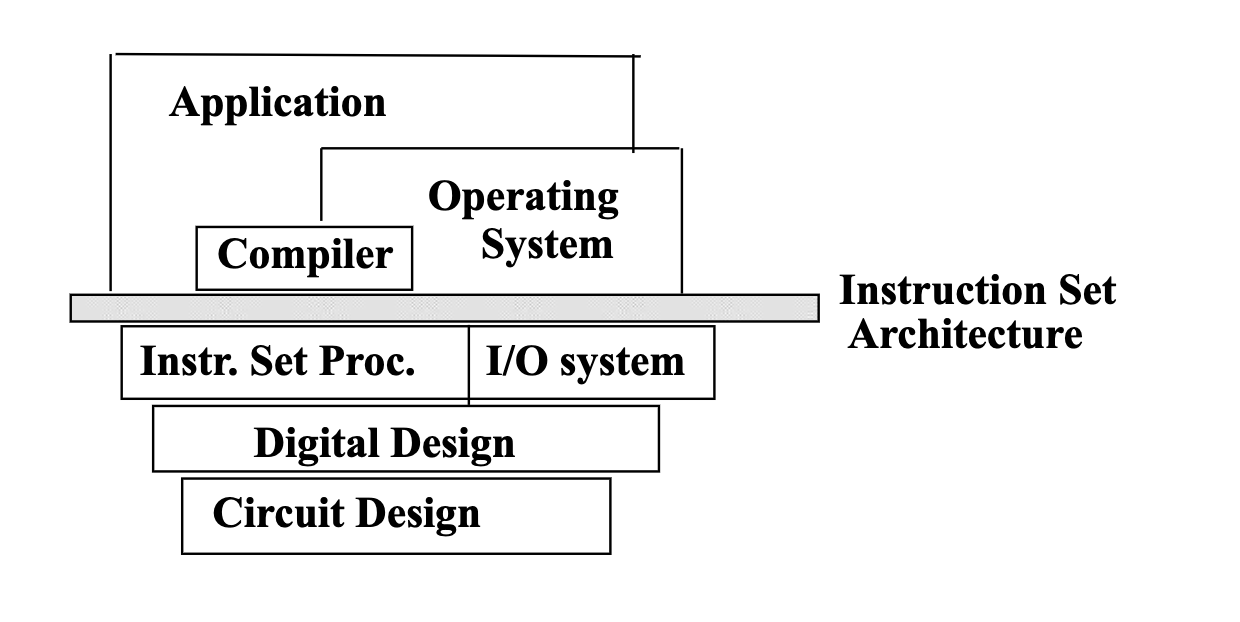 Application
Operating
System
Compiler
Instruction Set
Architecture
Instr. Set Proc.
I/O system
Digital Design
Circuit Design